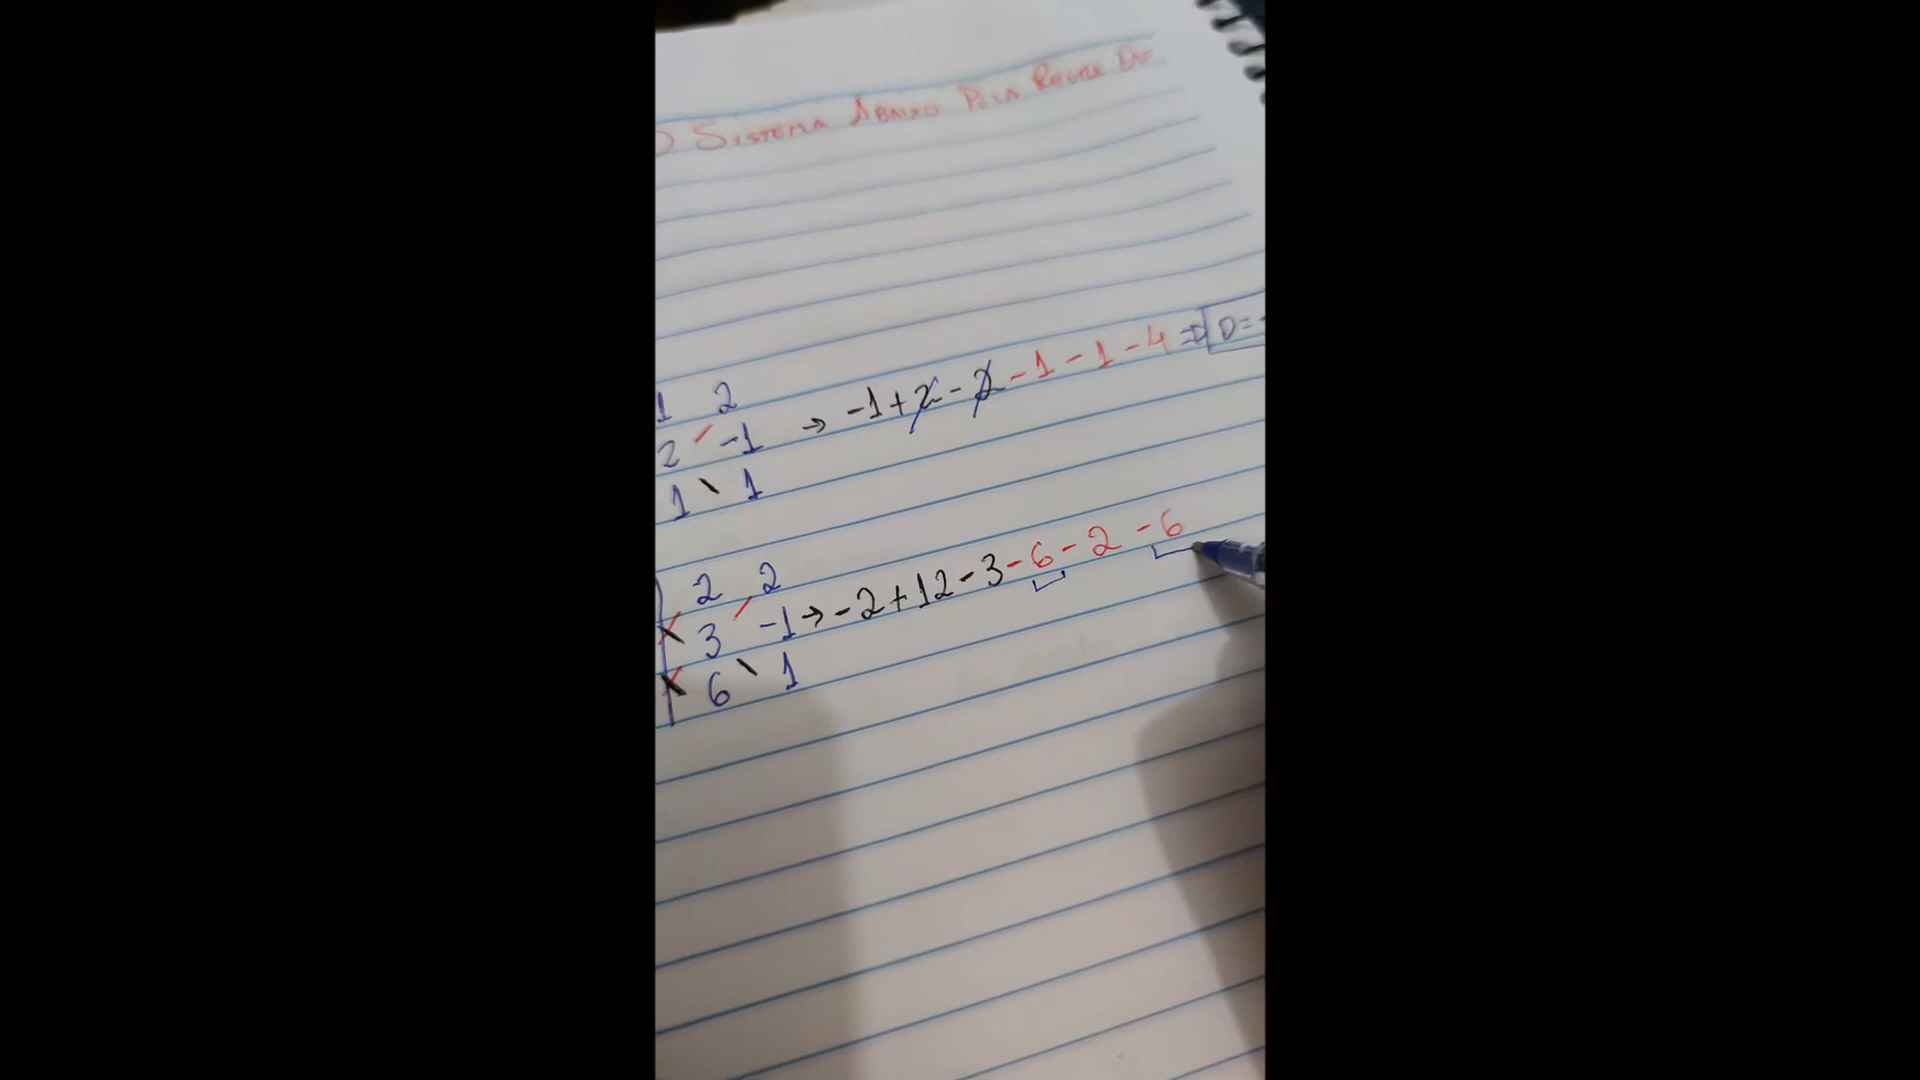 SISTEMA ABAIXO PELA REGRA DE
1 2
2 -1 → -1+2-2-1-1-4 ⇒ D=-
1 1
2 2
3 -1 → -2+12-3-6-2-6
6 1